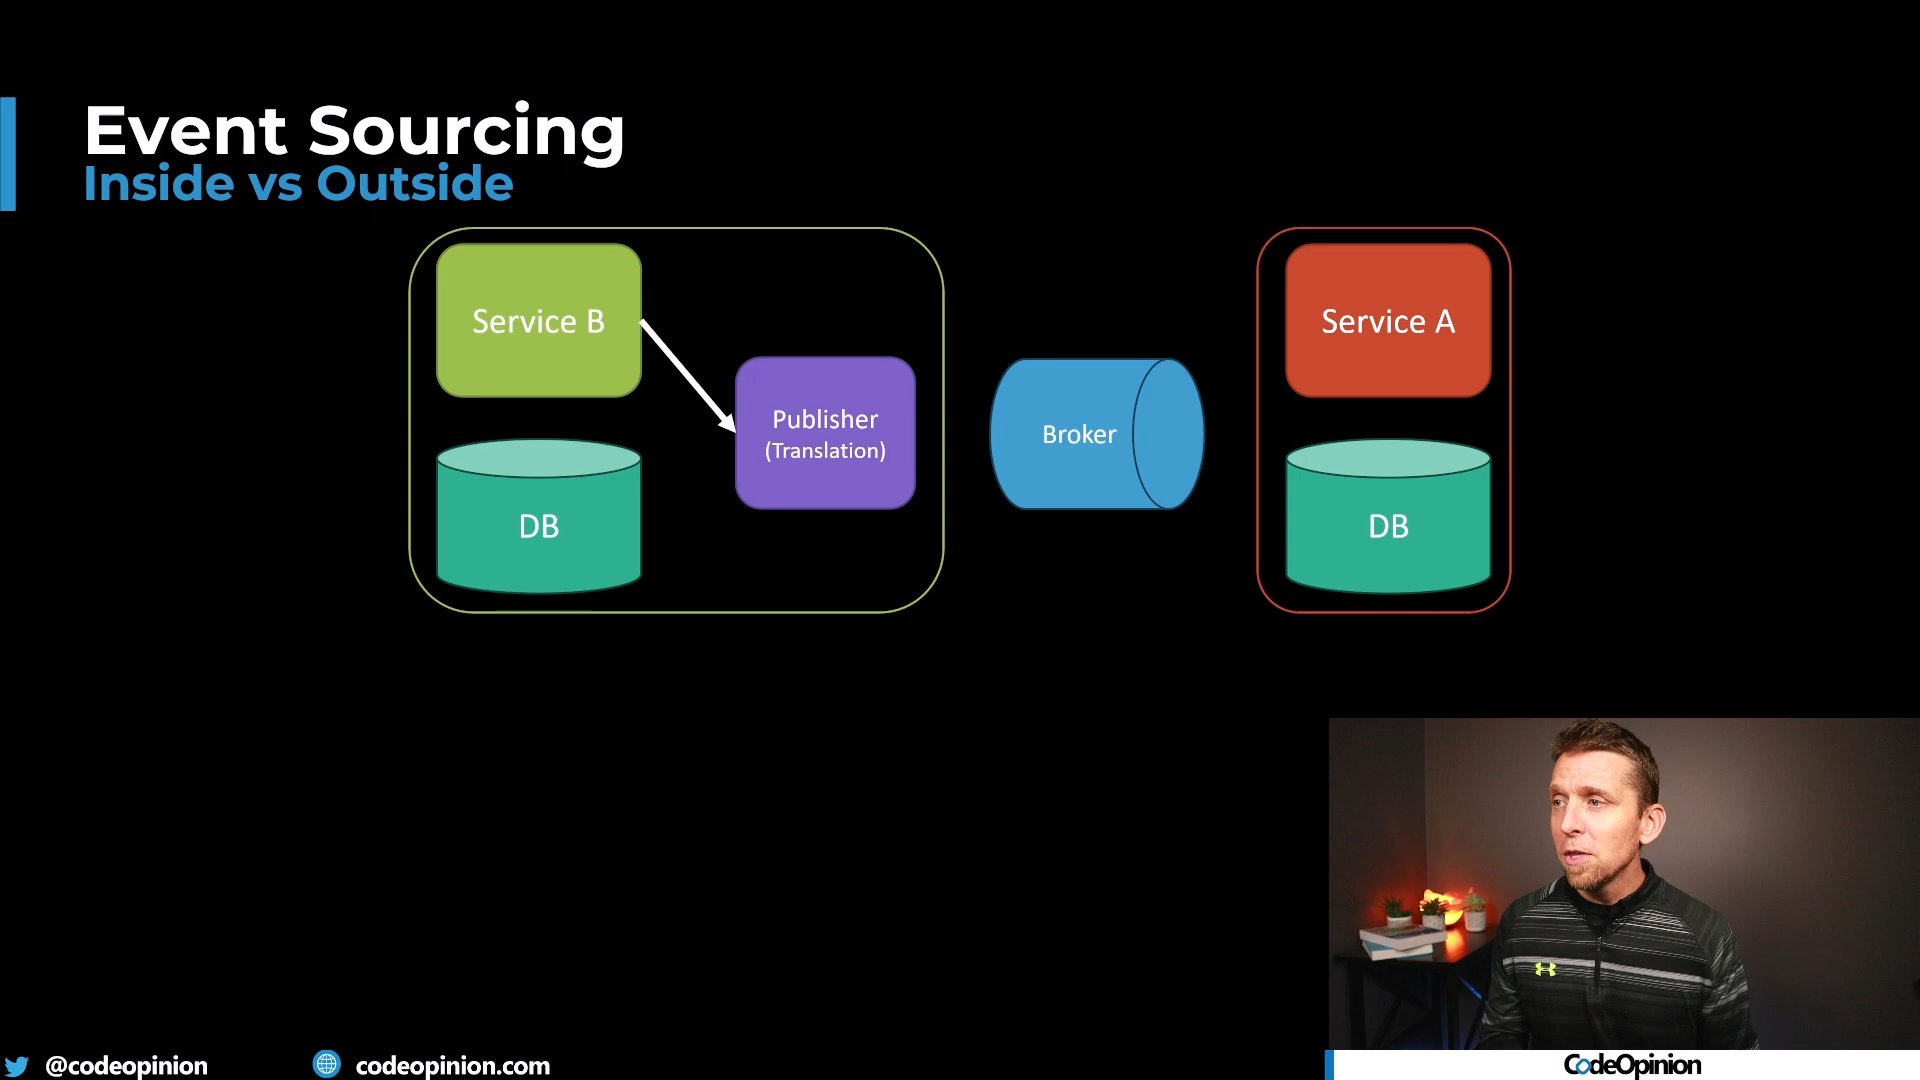 Event Sourcing
Inside vs Outside
Service B
Service A
Publisher
(Translation)
Broker
DB
DB
@codeopinion
codeopinion.com
CodeOpinion